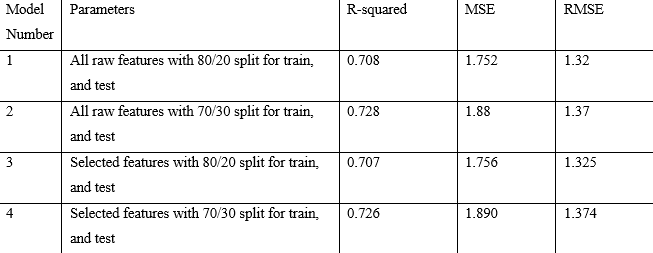 Model Number Parameters R-squared MSE RMSE
1 All raw features with 80/20 split for train, and test 0.708 1.752 1.32
2 All raw features with 70/30 split for train, and test 0.728 1.88 1.37
3 Selected features with 80/20 split for train, and test 0.707 1.756 1.325
4 Selected features with 70/30 split for train, and test 0.726 1.890 1.374